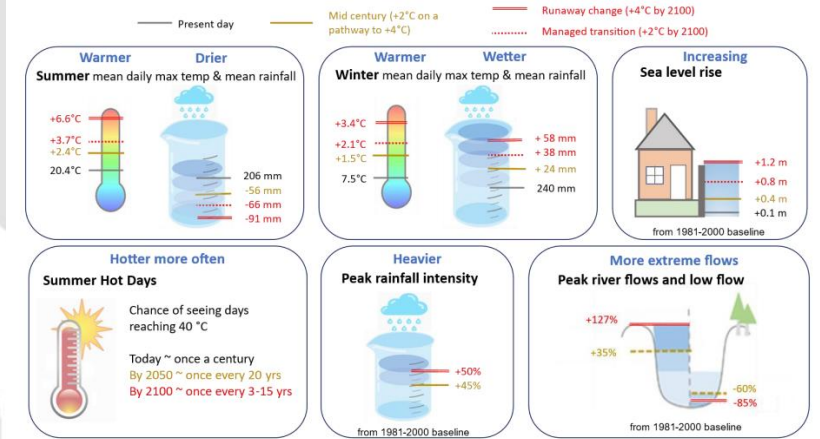 Present day
Mid century (+2°C on a
pathway to +4°C)
Runaway change (+4°C by 2100)
Managed transition (+2°C by 2100)
Warmer
Drier
Summer mean daily max temp & mean rainfall
+6.6°C
+3.7°C
+2.4°C
20.4°C
206 mm
-56 mm
-66 mm
-91 mm
Warmer
Wetter
Winter mean daily max temp & mean rainfall
+3.4°C
+2.1°C
+1.5°C
7.5°C
+ 58 mm
+ 38 mm
+ 24 mm
240 mm
Increasing
Sea level rise
+1.2 m
+0.8 m
+0.4 m
+0.1 m
from 1981-2000 baseline
Hotter more often
Summer Hot Days
Chance of seeing days
reaching 40 °C
Today ~ once a century
By 2050 ~ once every 20 yrs
By 2100 ~ once every 3-15 yrs
Heavier
Peak rainfall intensity
+50%
+45%
from 1981-2000 baseline
More extreme flows
Peak river flows and low flow
+127%
+35%
-60%
-85%
from 1981-2000 baseline